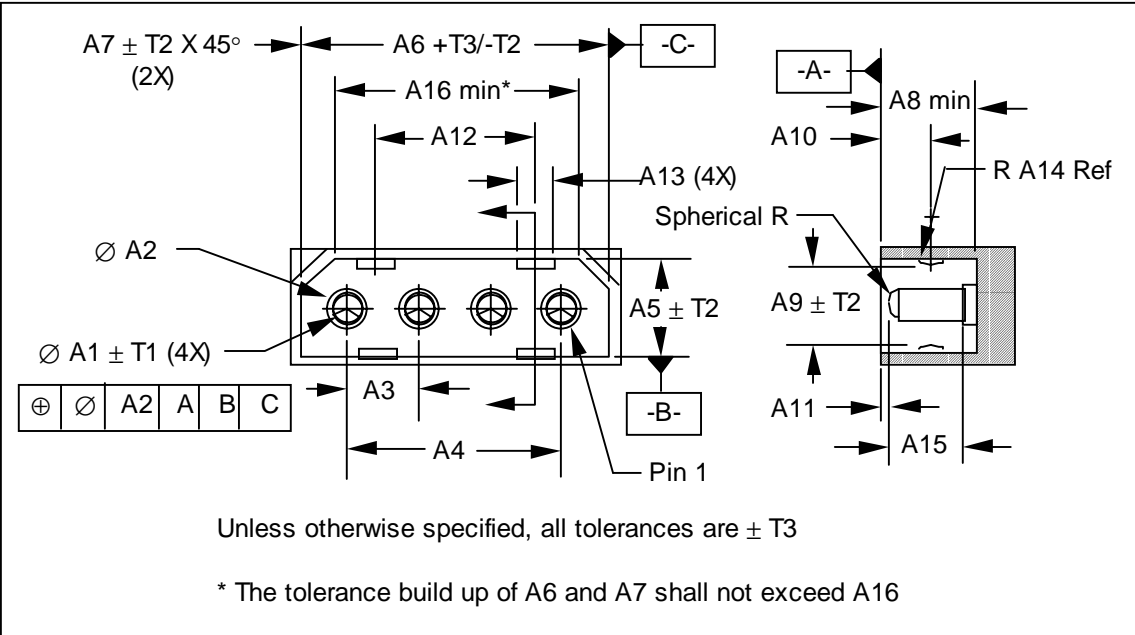 A7 ± T2 X 45°
(2X)
A6 +T3/-T2
-C-
A16 min*
A12
A13 (4X)
∅ A2
A5 ± T2
∅ A1 ± T1 (4X)
⊕ ∅ A2 A B C
A3
A4
-B-
Pin 1
-A-
A8 min
A10
R A14 Ref
Spherical R
A9 ± T2
A11
A15
Unless otherwise specified, all tolerances are ± T3
* The tolerance build up of A6 and A7 shall not exceed A16